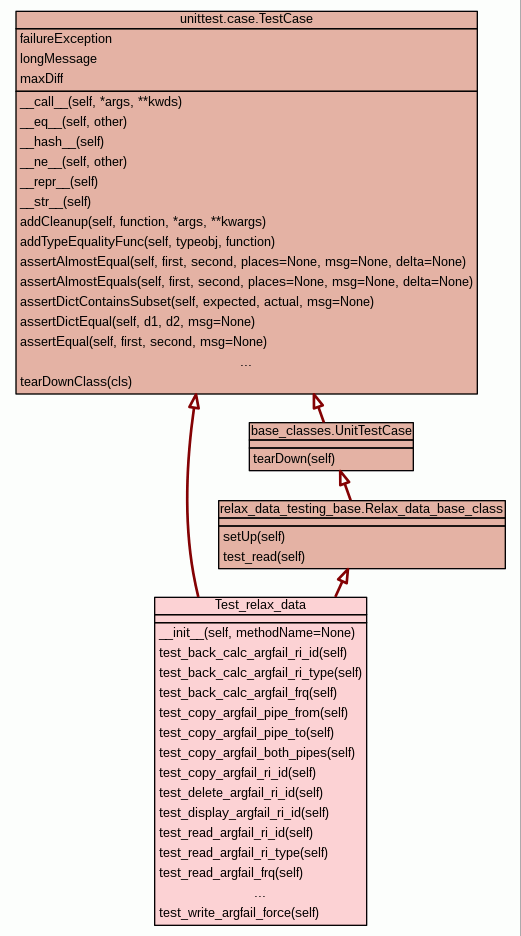 unittest.case.TestCase
failureException
longMessage
maxDiff
__call__(self, *args, **kwds)
__eq__(self, other)
__hash__(self)
__ne__(self, other)
__repr__(self)
__str__(self)
addCleanup(self, function, *args, **kwargs)
addTypeEqualityFunc(self, typeobj, function)
assertAlmostEqual(self, first, second, places=None, msg=None, delta=None)
assertAlmostEquals(self, first, second, places=None, msg=None, delta=None)
assertDictContainsSubset(self, expected, actual, msg=None)
assertDictEqual(self, d1, d2, msg=None)
assertEqual(self, first, second, msg=None)
...
tearDownClass(cls)
base_classes.UnitTestCase
tearDown(self)
relax_data_testing_base.Relax_data_base_class
setUp(self)
test_read(self)
Test_relax_data
__init__(self, methodName=None)
test_back_calc_argfail_ri_id(self)
test_back_calc_argfail_ri_type(self)
test_back_calc_argfail_frq(self)
test_copy_argfail_pipe_from(self)
test_copy_argfail_pipe_to(self)
test_copy_argfail_both_pipes(self)
test_copy_argfail_ri_id(self)
test_delete_argfail_ri_id(self)
test_display_argfail_ri_id(self)
test_read_argfail_ri_id(self)
test_read_argfail_ri_type(self)
test_read_argfail_frq(self)
...
test_write_argfail_force(self)